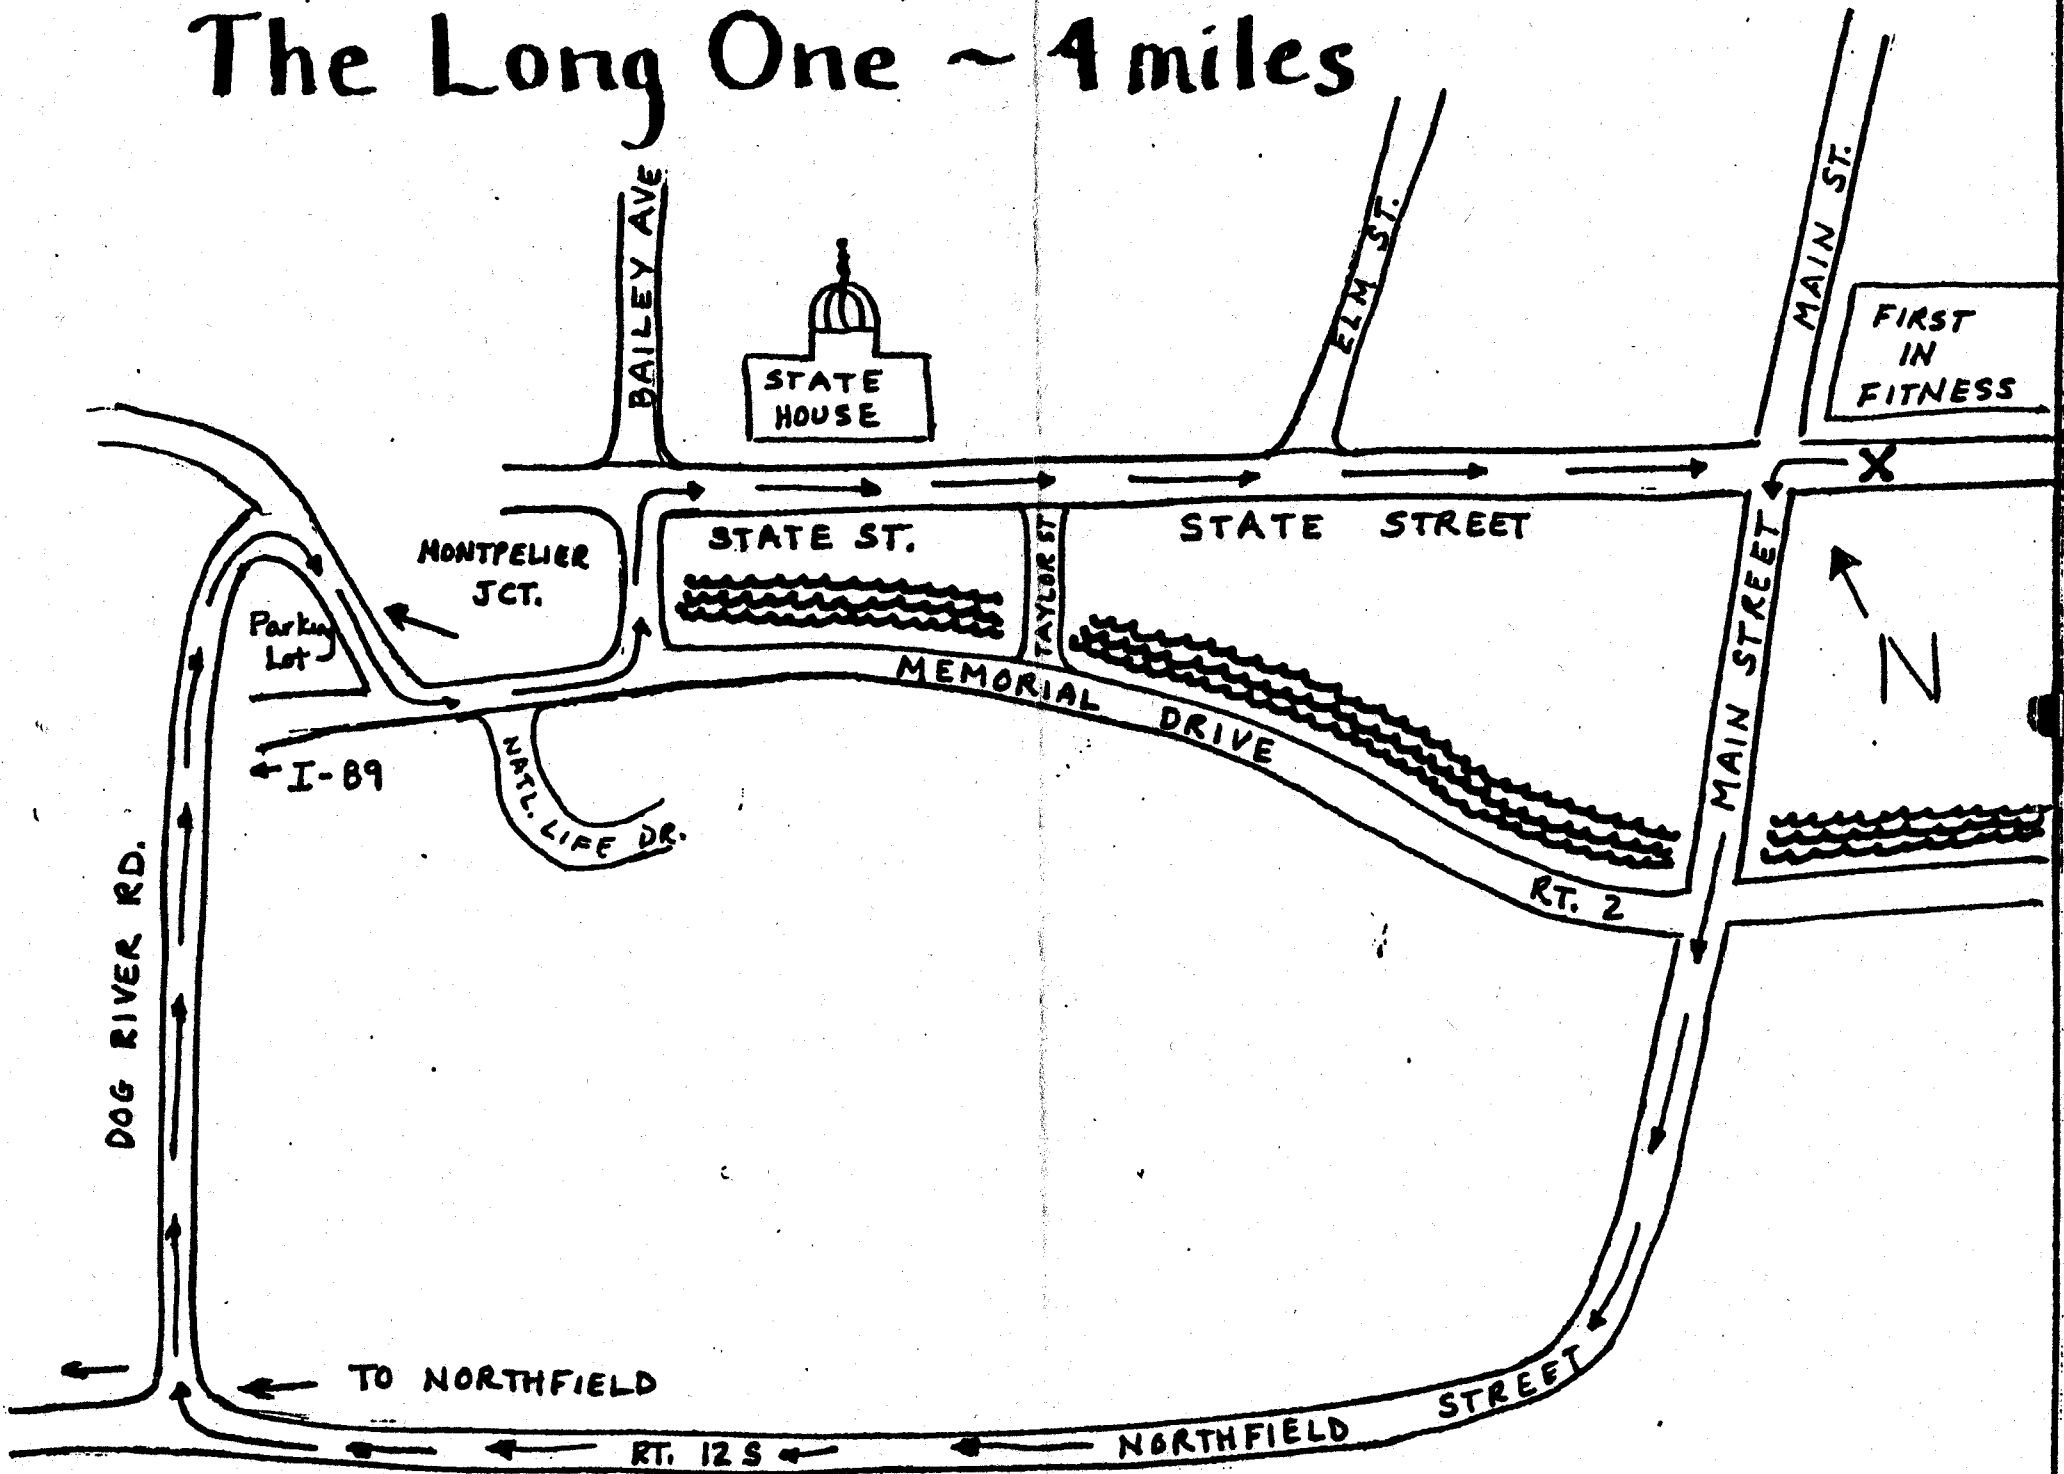 The Long One ~ 4 miles
BAILEY AVE
ELM ST.
MAIN ST.
STATE
HOUSE
FIRST
IN
FITNESS
X
MONTPELIER
JCT.
STATE ST.
TAYLOR ST
STATE STREET
MAIN STREET
N
Parking
Lot
MEMORIAL DRIVE
RT. 2
I-89
NATL. LIFE DR.
DOG RIVER RD.
TO NORTHFIELD
RT. 12 S
NORTHFIELD STREET